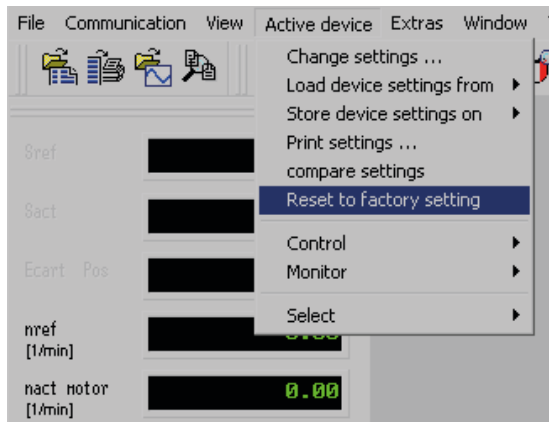 File Communication View Active device Extras Window
Change settings ...
Load device settings from
Store device settings on
Print settings ...
compare settings
Reset to factory setting
Control
Monitor
Select
Sref
Sact
Ecart Pos
nref
[1/min]
nact motor
[1/min]
0.00